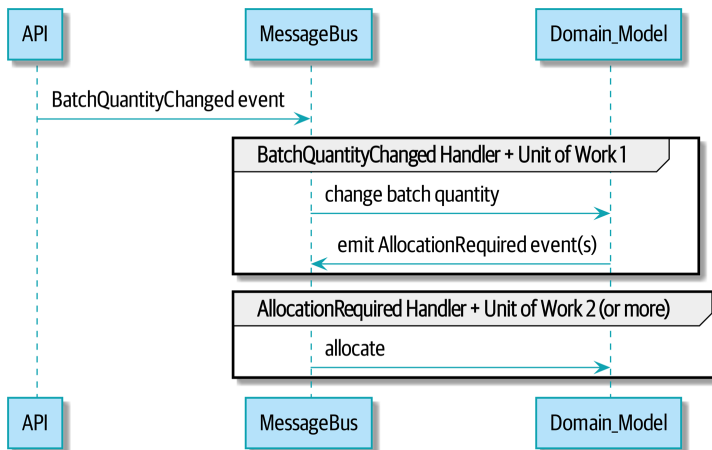 API
MessageBus
Domain_Model
BatchQuantityChanged event
BatchQuantityChanged Handler + Unit of Work 1
change batch quantity
emit AllocationRequired event(s)
AllocationRequired Handler + Unit of Work 2 (or more)
allocate
API
MessageBus
Domain_Model